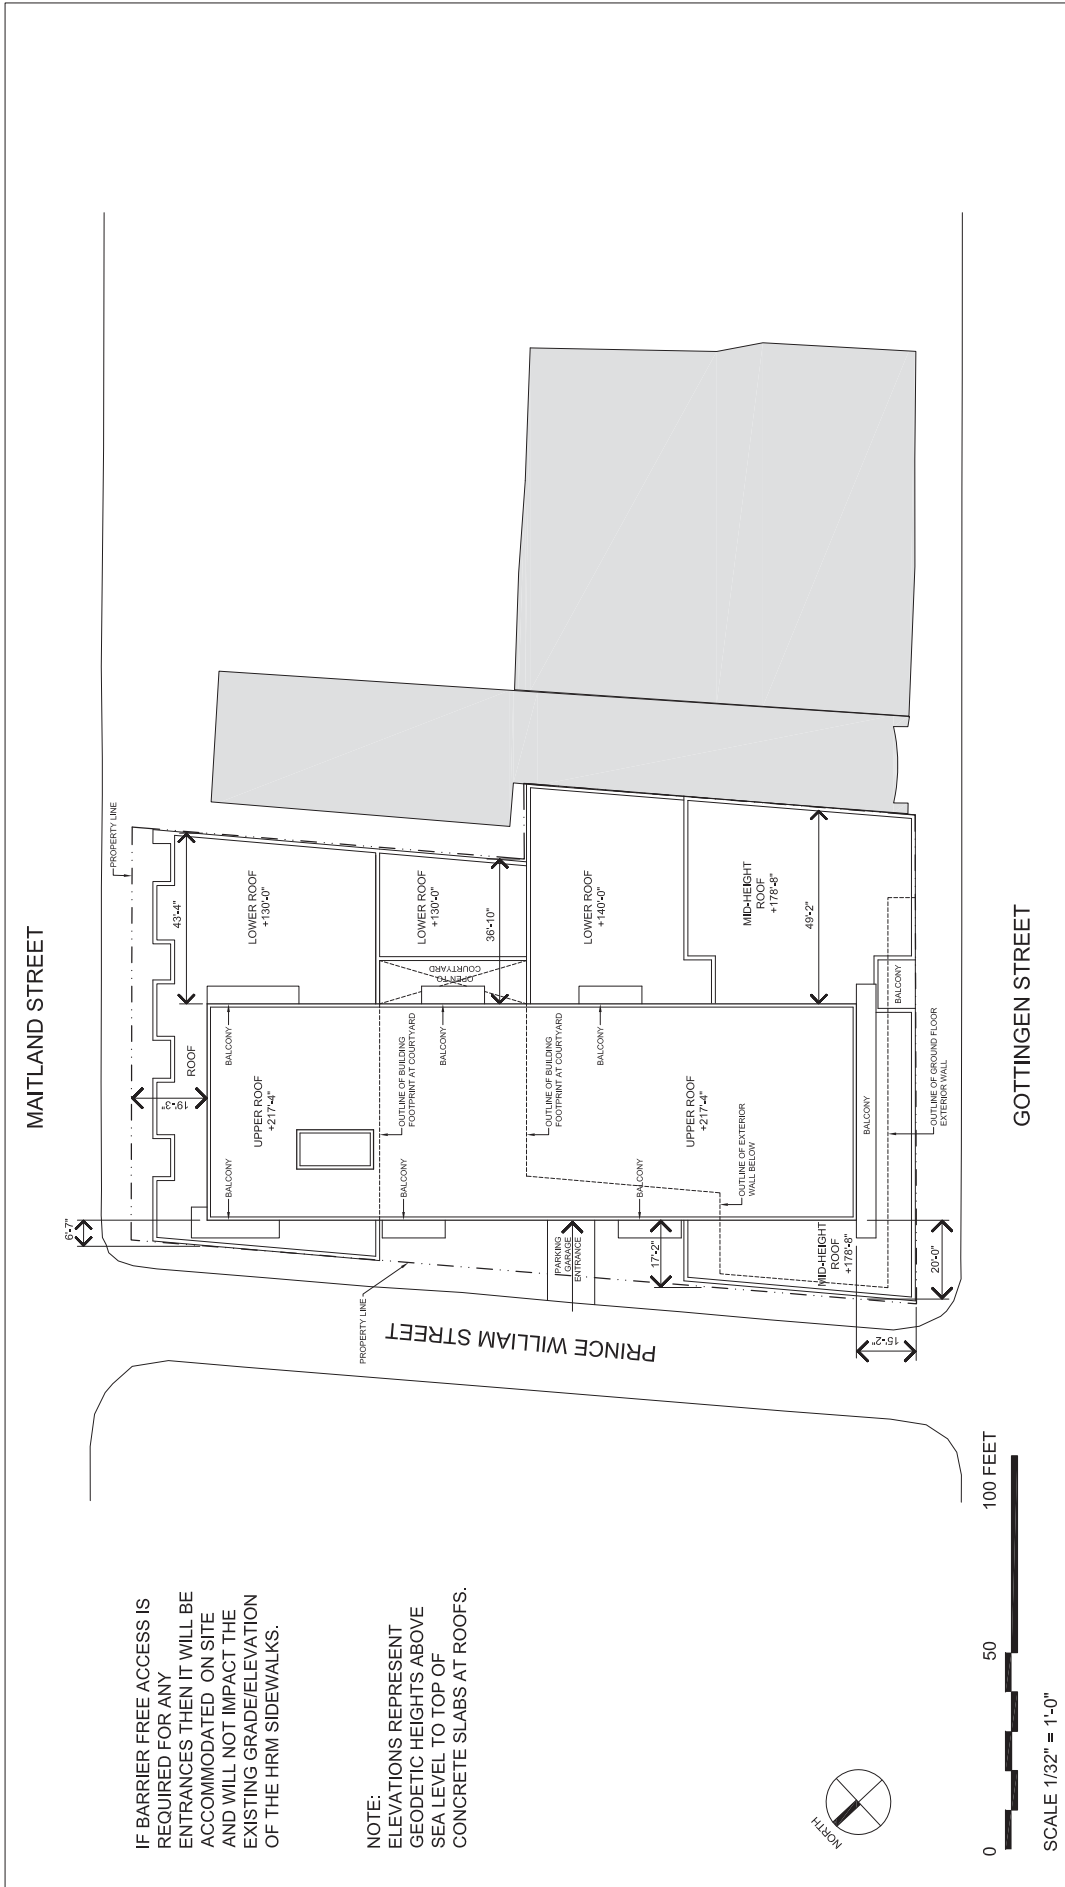 MAITLAND STREET
PROPERTY LINE
43'-4"
LOWER ROOF
+130'-0"
LOWER ROOF
+130'-0"
36'-10"
LOWER ROOF
+140'-0"
MID-HEIGHT
ROOF
+178'-8"
49'-2"
OPEN TO
COURTYARD
BALCONY
ROOF
19'-3"
BALCONY
BALCONY
BALCONY
UPPER ROOF
+217'-4"
OUTLINE OF BUILDING
FOOTPRINT AT COURTYARD
OUTLINE OF BUILDING
FOOTPRINT AT COURTYARD
UPPER ROOF
+217'-4"
OUTLINE OF EXTERIOR
WALL BELOW
BALCONY
OUTLINE OF GROUND FLOOR
EXTERIOR WALL
BALCONY
BALCONY
BALCONY
6'-7"
PARKING
GARAGE
ENTRANCE
17'-2"
MID-HEIGHT
ROOF
+178'-8"
20'-0"
15'-2"
PROPERTY LINE
PRINCE WILLIAM STREET
GOTTINGEN STREET
IF BARRIER FREE ACCESS IS
REQUIRED FOR ANY
ENTRANCES THEN IT WILL BE
ACCOMMODATED ON SITE
AND WILL NOT IMPACT THE
EXISTING GRADE/ELEVATION
OF THE HRM SIDEWALKS.
NOTE:
ELEVATIONS REPRESENT
GEODETIC HEIGHTS ABOVE
SEA LEVEL TO TOP OF
CONCRETE SLABS AT ROOFS.
NORTH
0 50 100 FEET
SCALE 1/32" = 1'-0"